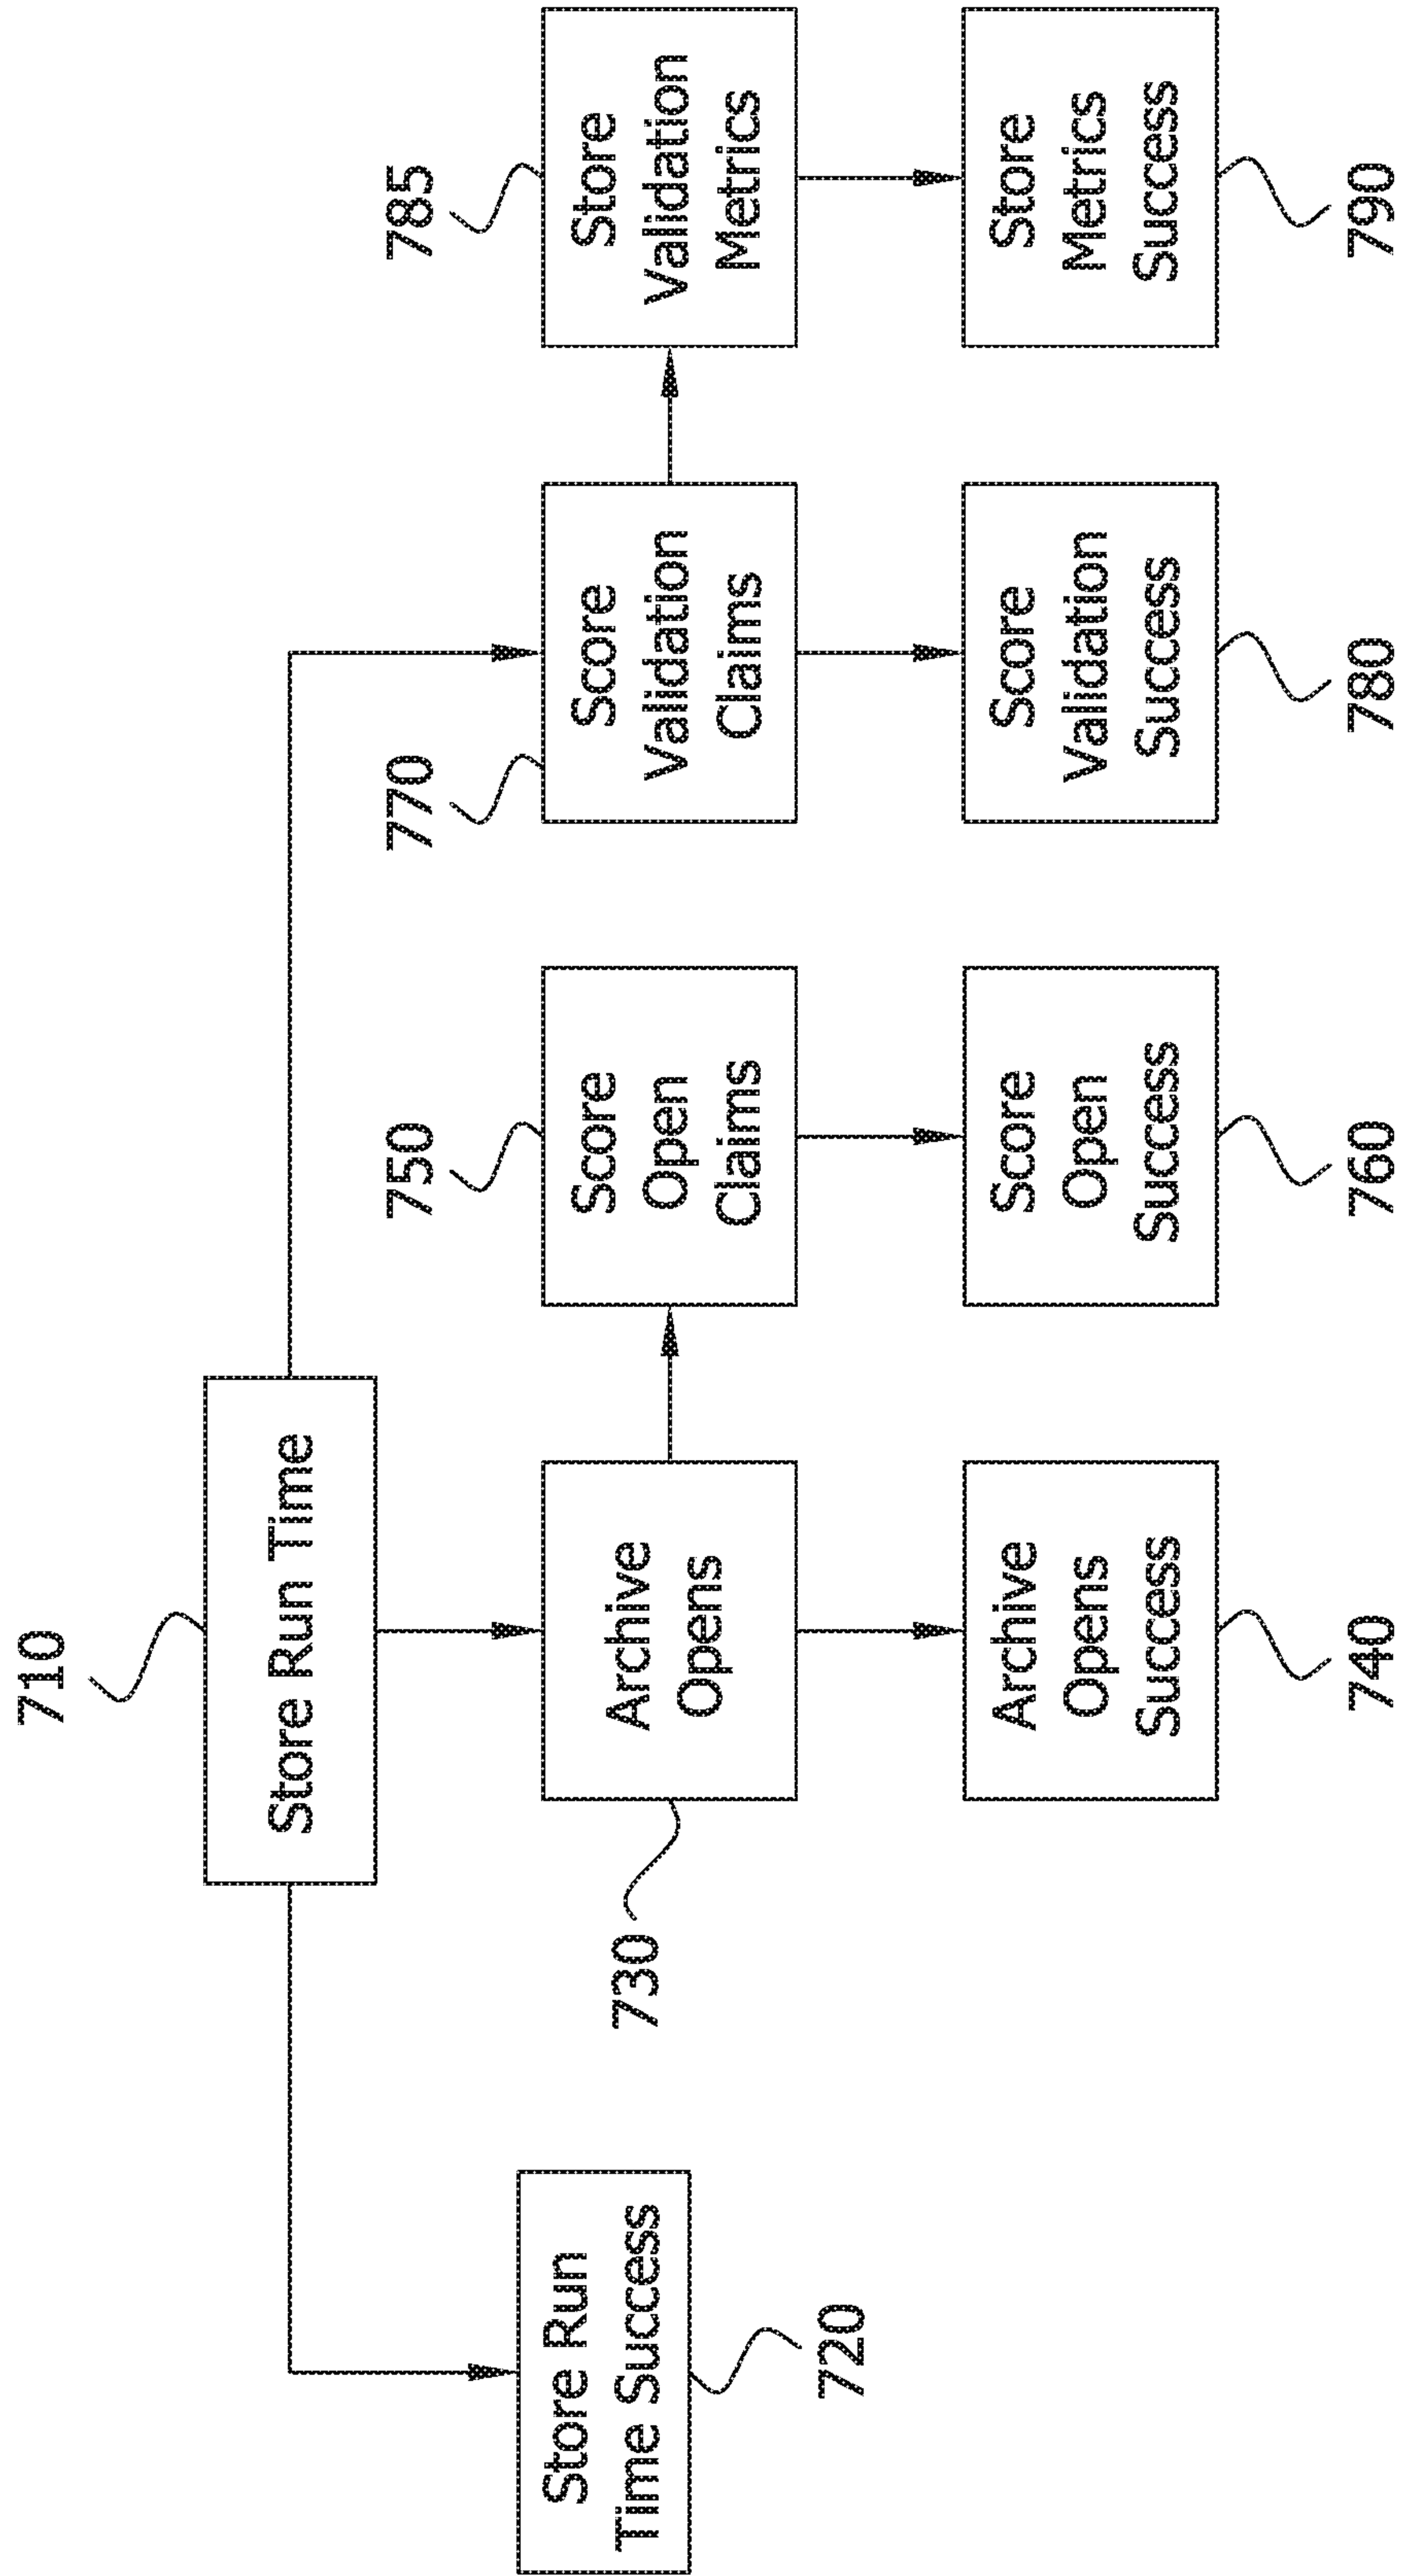 710
Store Run Time
Store Run
Time Success
720
730
Archive
Opens
750
Score
Open
Claims
770
Score
Validation
Claims
785
Store
Validation
Metrics
Archive
Opens
Success
740
Score
Open
Success
760
Score
Validation
Success
780
Store
Metrics
Success
790